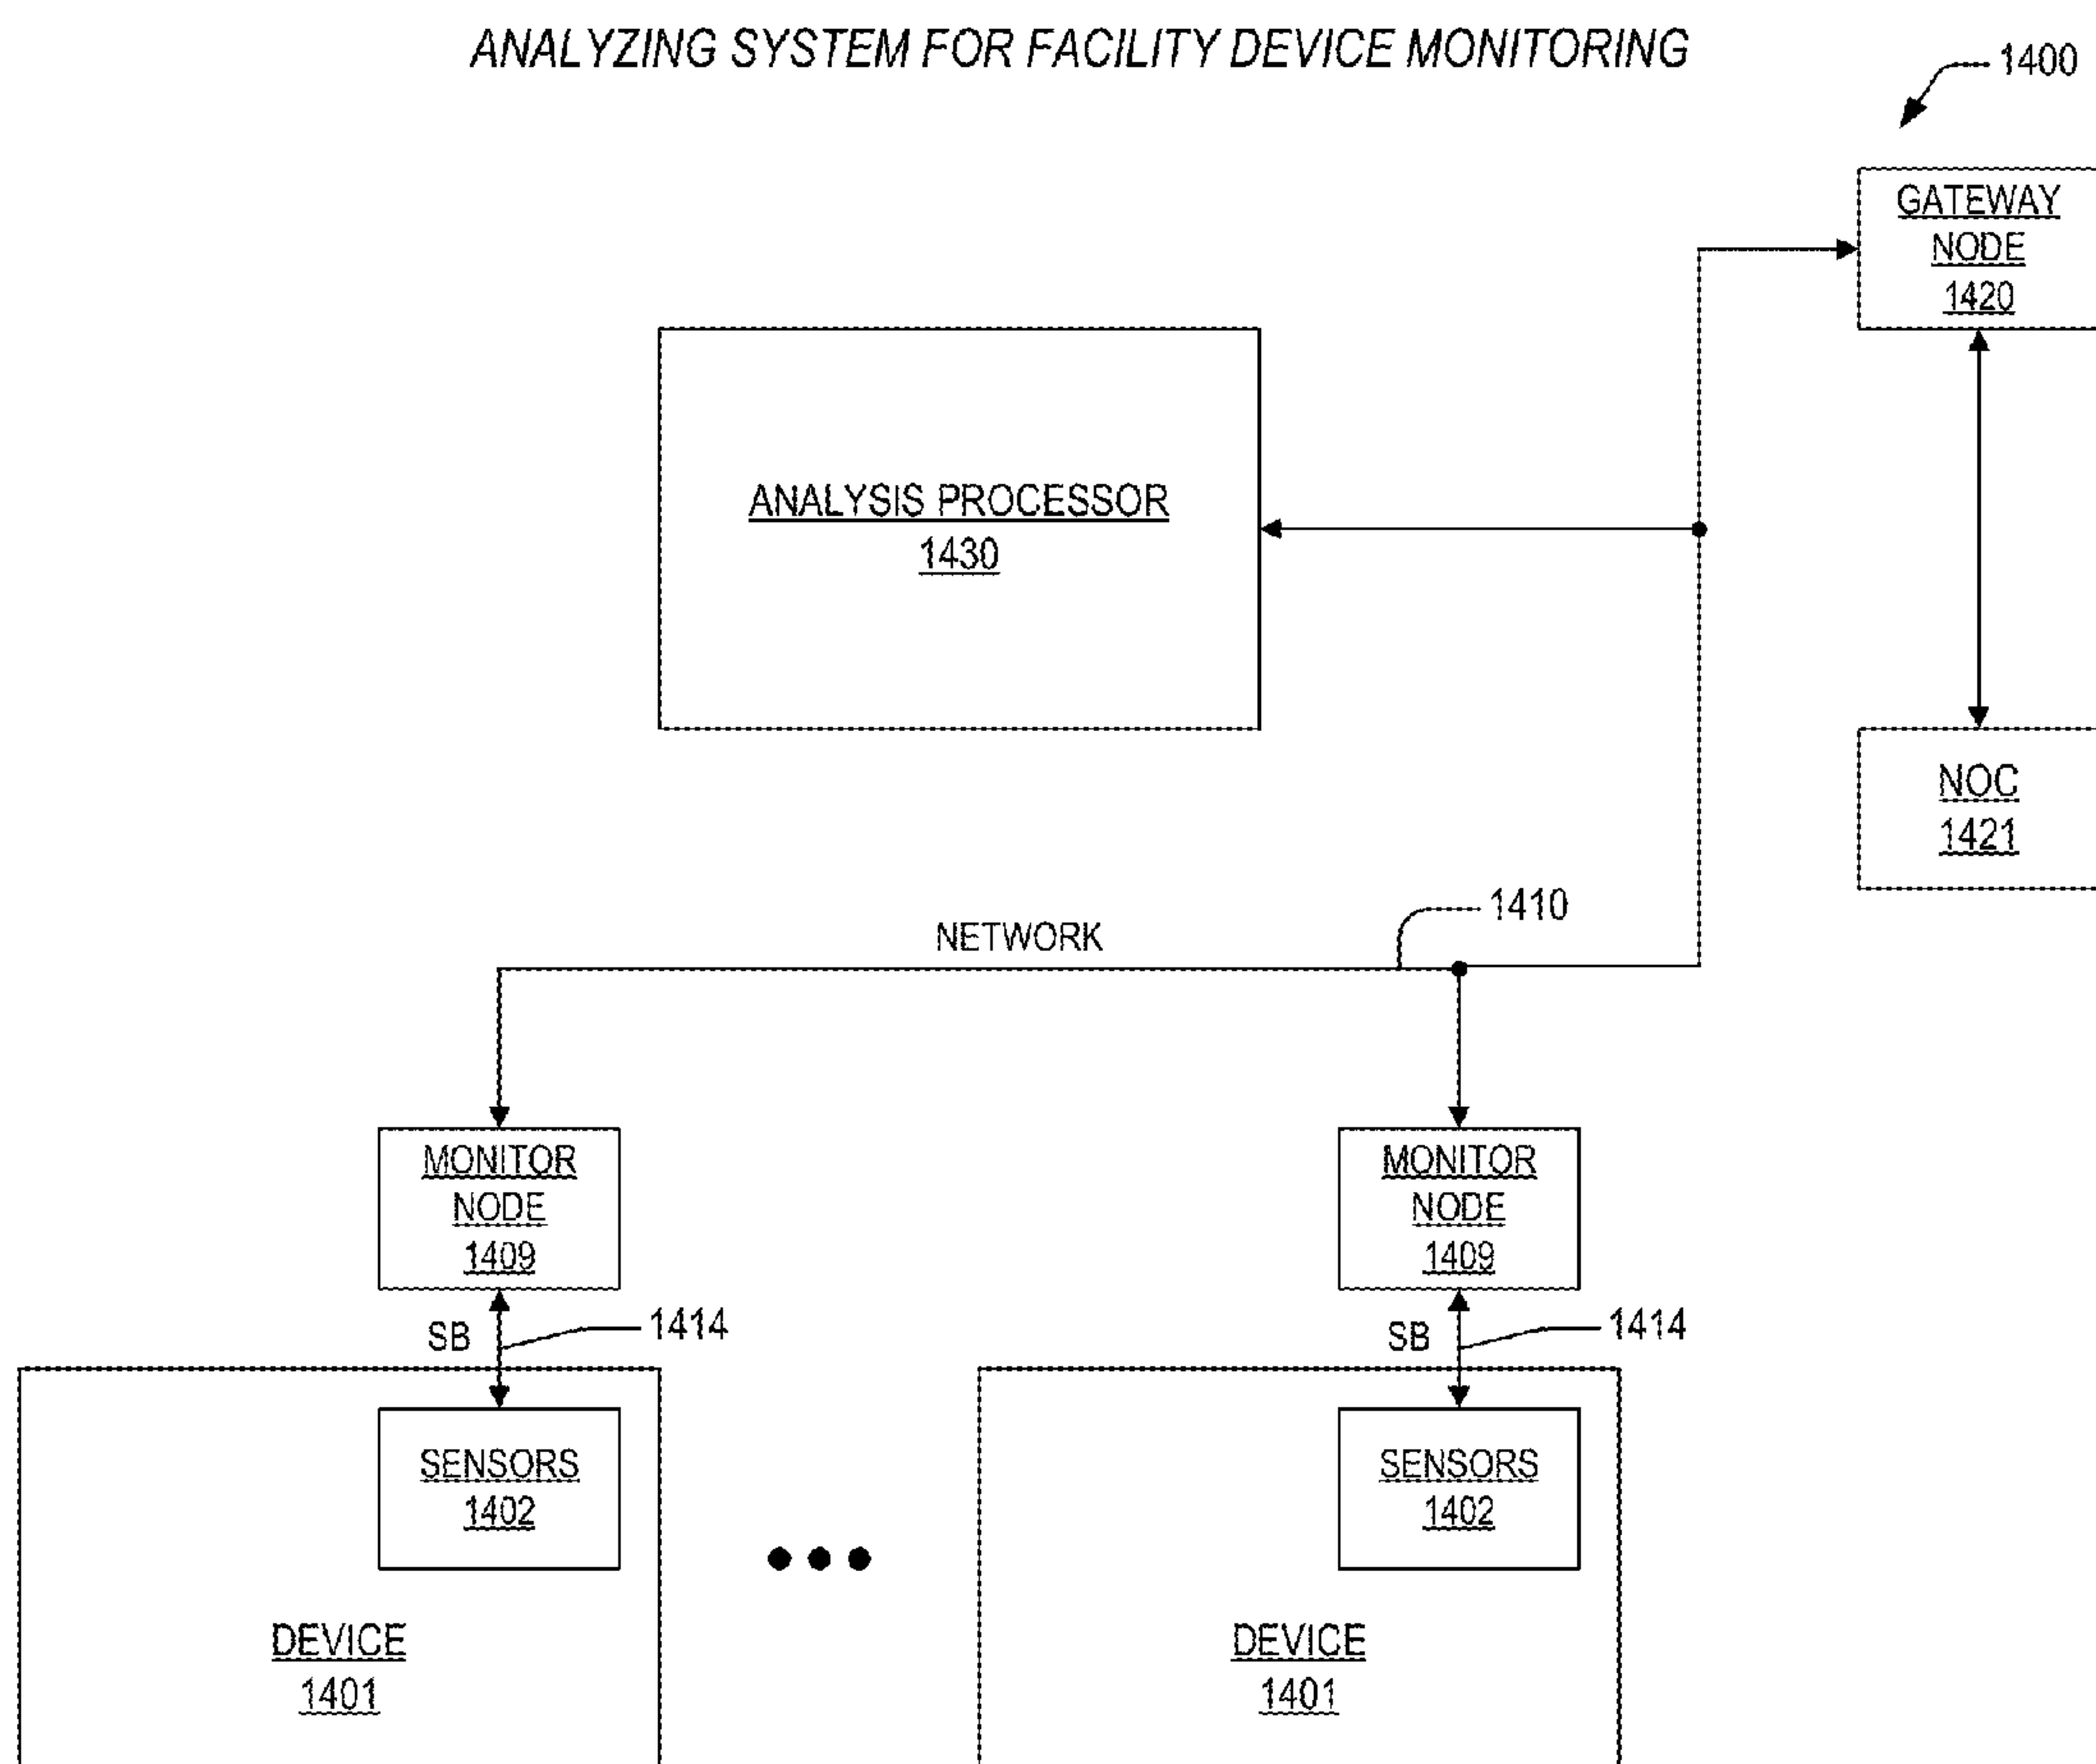 ANALYZING SYSTEM FOR FACILITY DEVICE MONITORING
1400
GATEWAY
NODE
1420
ANALYSIS PROCESSOR
1430
NOC
1421
1410
NETWORK
MONITOR
NODE
1409
MONITOR
NODE
1409
SB
1414
SB
1414
SENSORS
1402
SENSORS
1402
DEVICE
1401
DEVICE
1401